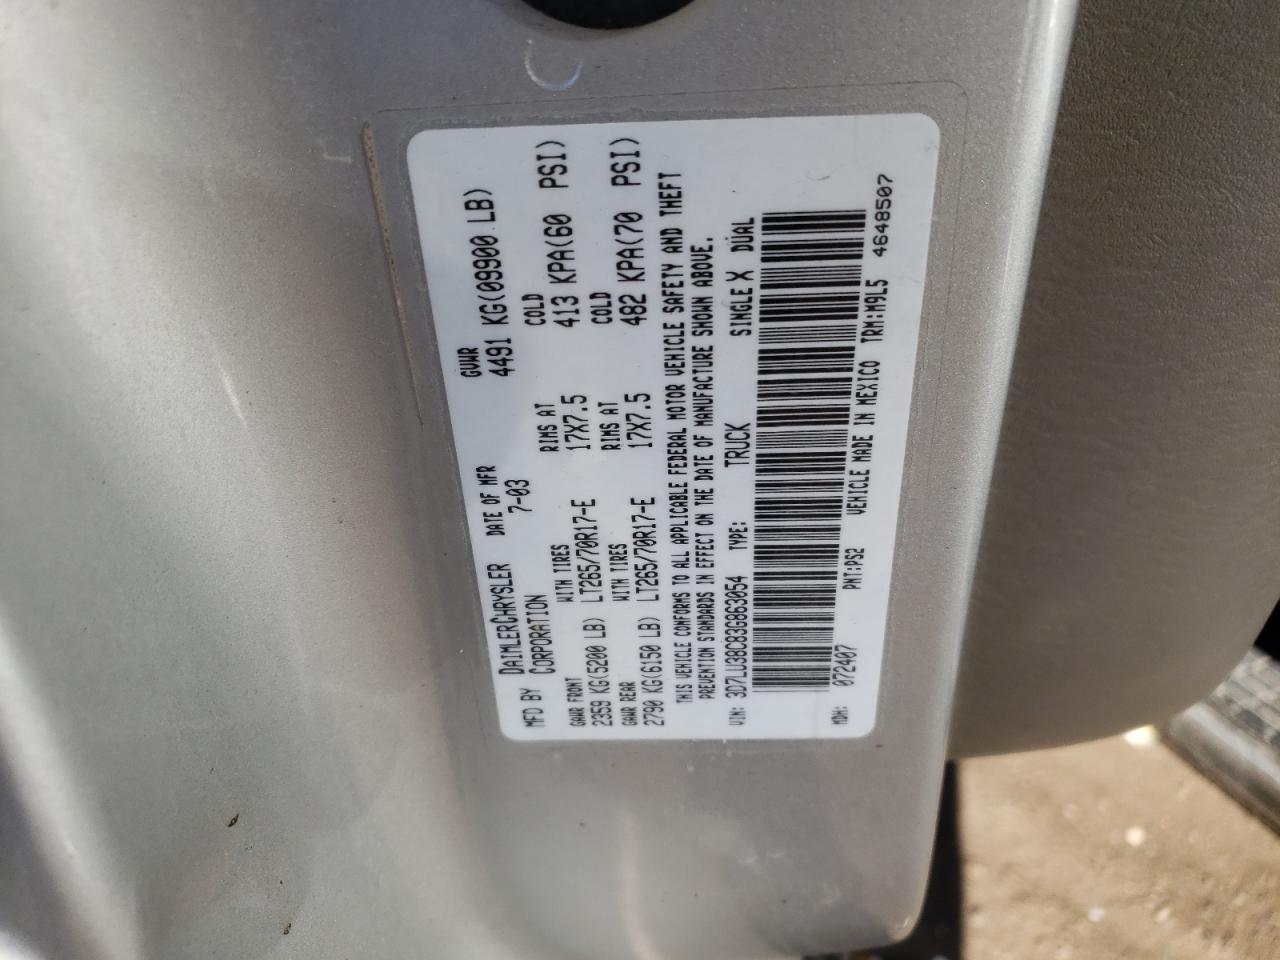 MFD BY DAIMLERCHRYSLER CORPORATION DATE OF MFR 7-03 GVWR 4491 KG(09900 LB)
GAWR FRONT WITH TIRES RIMS AT COLD
2359 KG(5200 LB) LT265/70R17-E 17X7.5 413 KPA(60 PSI)
GAWR REAR WITH TIRES RIMS AT COLD
2790 KG(6150 LB) LT265/70R17-E 17X7.5 482 KPA(70 PSI)
THIS VEHICLE CONFORMS TO ALL APPLICABLE FEDERAL MOTOR VEHICLE SAFETY AND THEFT
PREVENTION STANDARDS IN EFFECT ON THE DATE OF MANUFACTURE SHOWN ABOVE.
VIN: 3D7LU38C83G863054 TYPE: TRUCK SINGLE X DUAL
MDH: 072407 PNT:PS2 VEHICLE MADE IN MEXICO TRM:M9L5 4648507